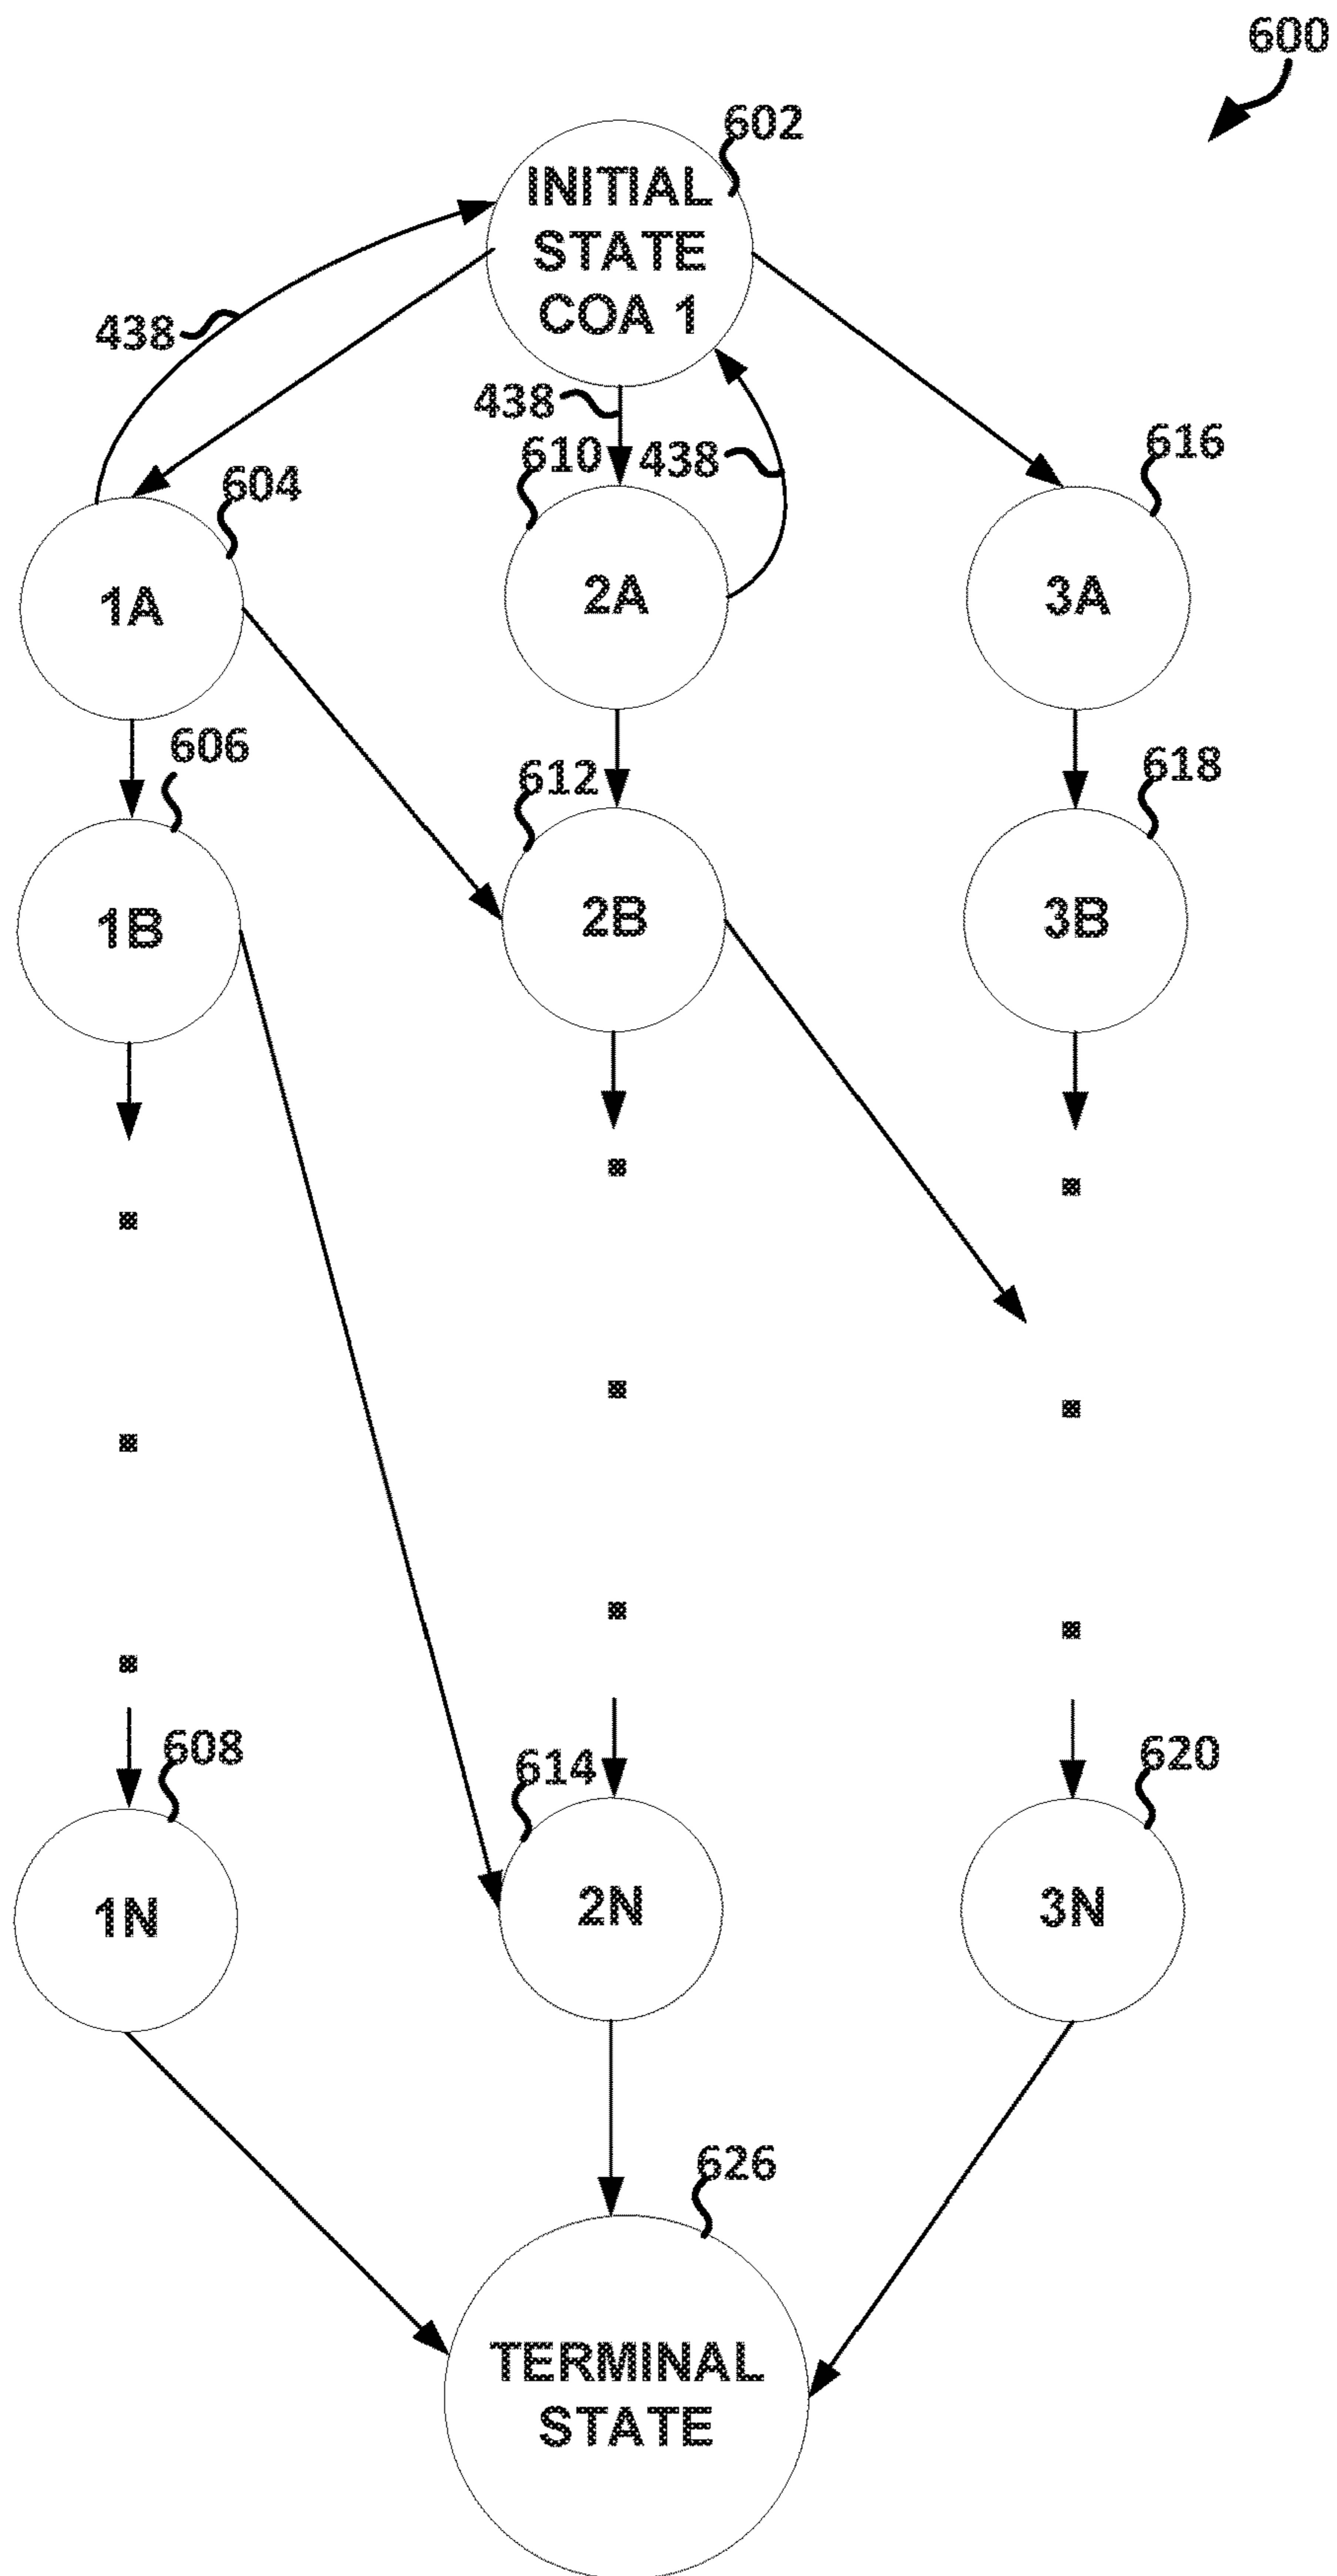 600
602
INITIAL
STATE
COA 1
438
438
610
438
616
604
1A
2A
3A
606
612
618
1B
2B
3B
608
614
620
1N
2N
3N
626
TERMINAL
STATE